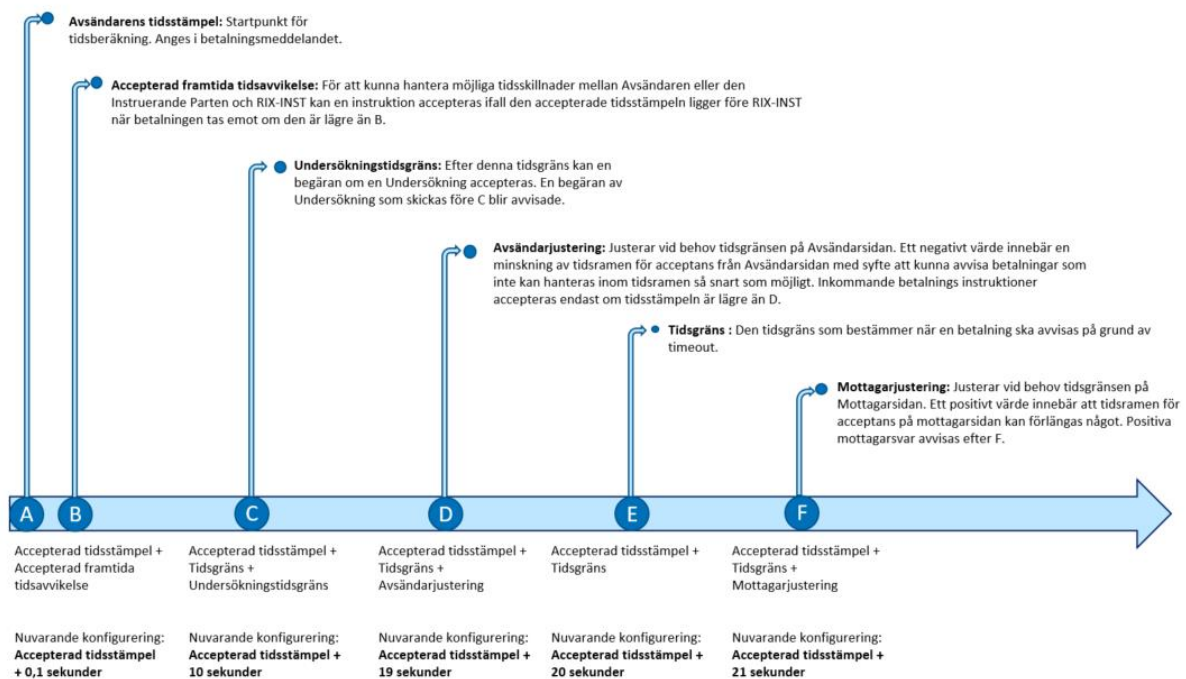 Avsändarens tidsstämpel: Startpunkt för
tidsberäkning. Anges i betalningsmeddelandet.
Accepterad framtida tidsavvikelse: För att kunna hantera möjliga tidsskillnader mellan Avsändaren eller den
Instruerande Parten och RIX-INST kan en instruktion accepteras ifall den accepterade tidsstämpeln ligger före RIX-INST
när betalningen tas emot om den är lägre än B.
Undersökningstidsgräns: Efter denna tidsgräns kan en
begäran om en Undersökning accepteras. En begäran av
Undersökning som skickas före C blir avvisade.
Avsändarjustering: Justerar vid behov tidsgränsen på Avsändarsidan. Ett negativt värde innebär en
minskning av tidsramen för acceptans från Avsändarsidan med syfte att kunna avvisa betalningar som
inte kan hanteras inom tidsramen så snart som möjligt. Inkommande betalnings instruktioner
accepteras endast om tidsstämpeln är lägre än D.
Tidsgräns : Den tidsgräns som bestämmer när en betalning ska avvisas på grund av
timeout.
Mottagarjustering: Justerar vid behov tidsgränsen på
Mottagarsidan. Ett positivt värde innebär att tidsramen för
acceptans på mottagarsidan kan förlängas något. Positiva
mottagarsvar avvisas efter F.
A
B
C
D
E
F
Accepterad tidsstämpel +
Accepterad framtida
tidsavvikelse
Accepterad tidsstämpel +
Tidsgräns +
Undersökningstidsgräns
Accepterad tidsstämpel +
Tidsgräns +
Avsändarjustering
Accepterad tidsstämpel +
Tidsgräns
Accepterad tidsstämpel +
Tidsgräns +
Mottagarjustering
Nuvarande konfigurering:
Accepterad tidsstämpel
+ 0,1 sekunder
Nuvarande konfigurering:
Accepterad tidsstämpel +
10 sekunder
Nuvarande konfigurering:
Accepterad tidsstämpel +
19 sekunder
Nuvarande konfigurering:
Accepterad tidsstämpel +
20 sekunder
Nuvarande konfigurering:
Accepterad tidsstämpel +
21 sekunder